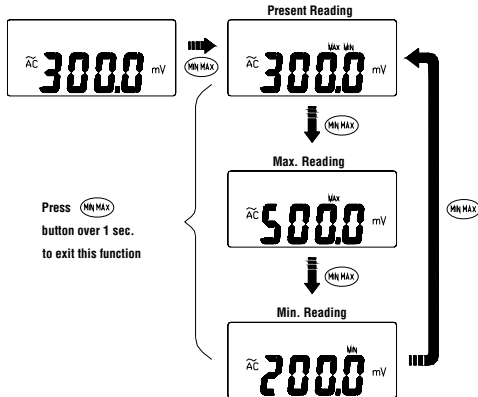 Present Reading
AC 300.0 mV
MIN MAX
MAX MIN
AC 300.0 mV
MIN MAX
Max. Reading
MAX
AC 500.0 mV
MIN MAX
Press MIN MAX
button over 1 sec.
to exit this function
MIN MAX
Min. Reading
MIN
AC 200.0 mV